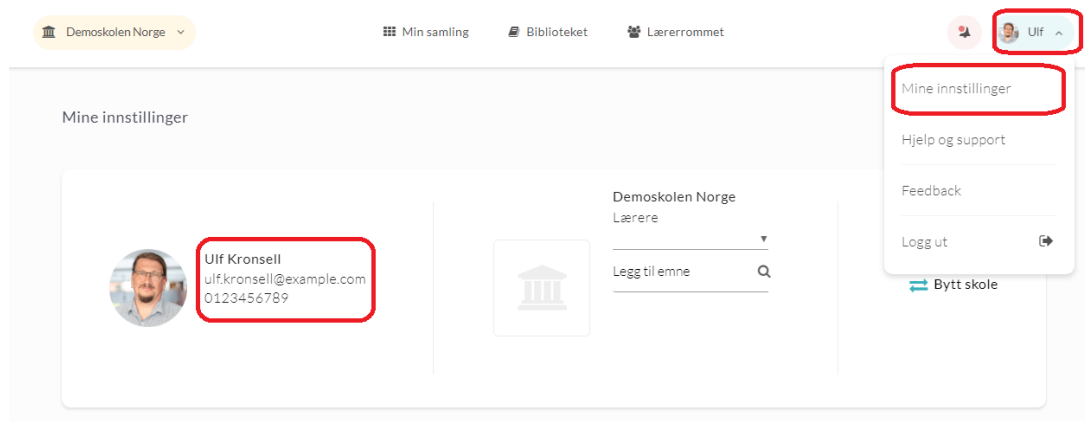 Demoskolen Norge
Min samling
Biblioteket
Lærerrommet
Ulf
Mine innstillinger
Hjelp og support
Feedback
Logg ut
Mine innstillinger
Ulf Kronsell
ulf.kronsell@example.com
0123456789
Demoskolen Norge
Lærere
Legg til emne
Bytt skole